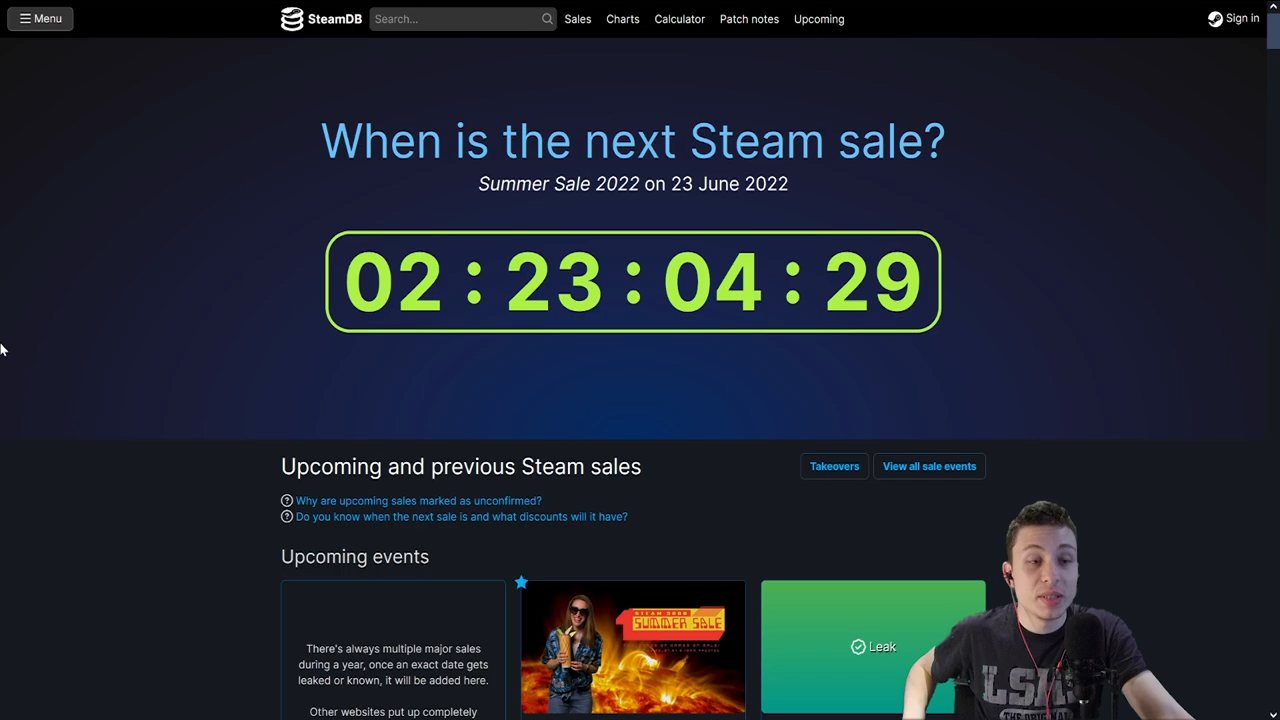 Menu
SteamDB
Search...
Sales
Charts
Calculator
Patch notes
Upcoming
Sign in
When is the next Steam sale?
Summer Sale 2022 on 23 June 2022
02 : 23 : 04 : 29
Upcoming and previous Steam sales
Takeovers
View all sale events
Why are upcoming sales marked as unconfirmed?
Do you know when the next sale is and what discounts will it have?
Upcoming events
There's always multiple major sales
during a year, once an exact date gets
leaked or known, it will be added here.
Other websites put up completely
SUMMER SALE
Leak